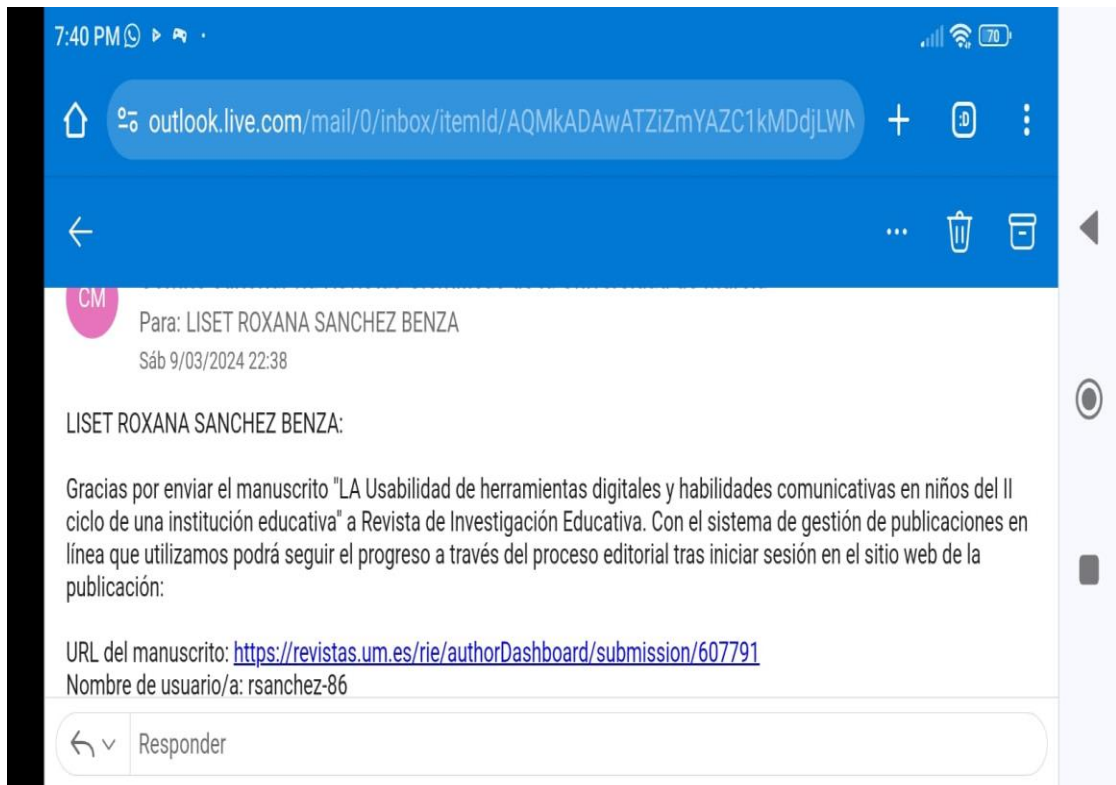 7:40 PM
70
outlook.live.com/mail/0/inbox/itemId/AQMkADAwATZiZmYAZC1kMDdjLWN
:D
CM
Para: LISET ROXANA SANCHEZ BENZA
Sáb 9/03/2024 22:38
LISET ROXANA SANCHEZ BENZA:
Gracias por enviar el manuscrito "LA Usabilidad de herramientas digitales y habilidades comunicativas en niños del II
ciclo de una institución educativa" a Revista de Investigación Educativa. Con el sistema de gestión de publicaciones en
línea que utilizamos podrá seguir el progreso a través del proceso editorial tras iniciar sesión en el sitio web de la
publicación:
URL del manuscrito: https://revistas.um.es/rie/authorDashboard/submission/607791
Nombre de usuario/a: rsanchez-86
Responder